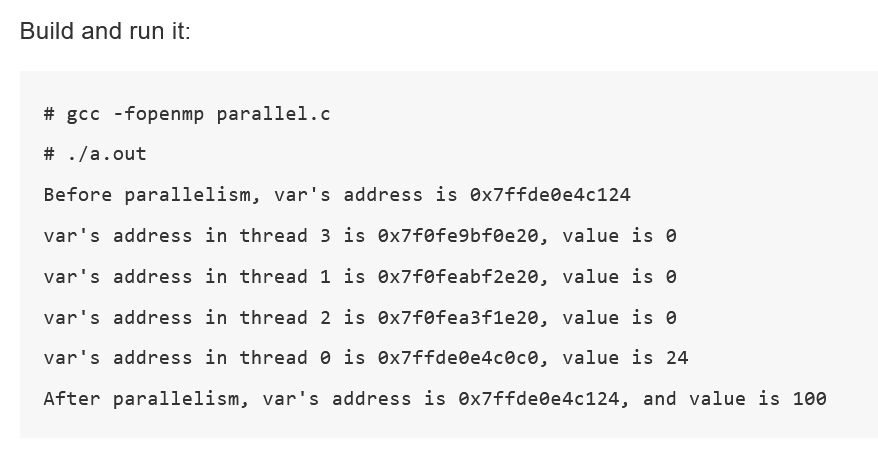 Build and run it:
# gcc -fopenmp parallel.c
# ./a.out
Before parallelism, var's address is 0x7ffde0e4c124
var's address in thread 3 is 0x7f0fe9bf0e20, value is 0
var's address in thread 1 is 0x7f0feabf2e20, value is 0
var's address in thread 2 is 0x7f0fea3f1e20, value is 0
var's address in thread 0 is 0x7ffde0e4c0c0, value is 24
After parallelism, var's address is 0x7ffde0e4c124, and value is 100